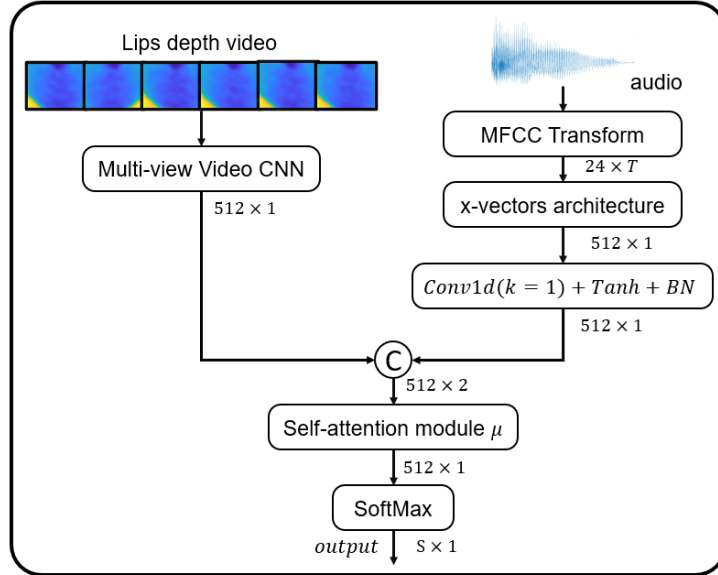 Lips depth video
audio
MFCC Transform
24 × T
Multi-view Video CNN
512 × 1
x-vectors architecture
512 × 1
Conv1d(k = 1) + Tanh + BN
512 × 1
C
512 × 2
Self-attention module μ
512 × 1
SoftMax
output S × 1